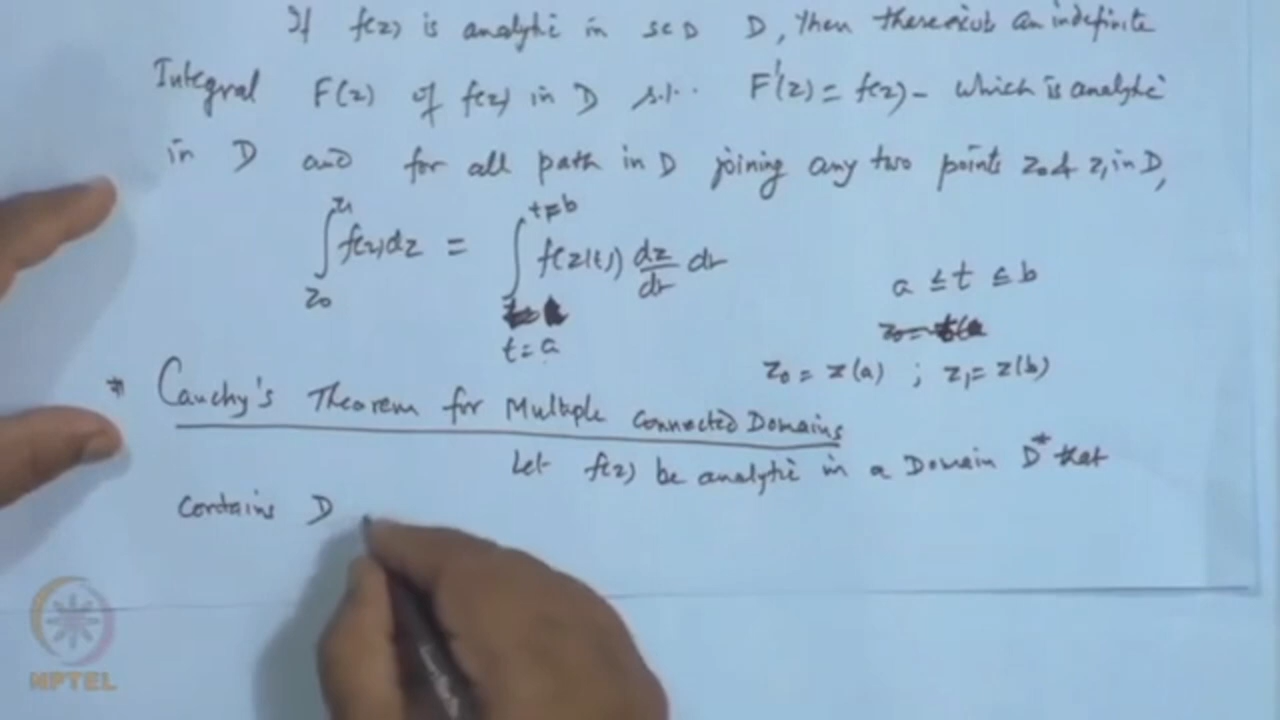 If f(z) is analytic in SCD D, then there exist an indefinite
Integral F(z) of f(z) in D s.t. F'(z) = f(z) - which is analytic
in D and for all path in D joining any two points z₀ & z₁ in D,
∫_{z₀}^{z₁} f(z)dz = ∫_{t=a}^{t=b} f(z(t)) dz/dt dt
a ≤ t ≤ b
z₀ = z(a) ; z₁ = z(b)
* Cauchy's Theorem for Multiple Connected Domains
Let f(z) be analytic in a Domain D* that
contains D
NPTEL